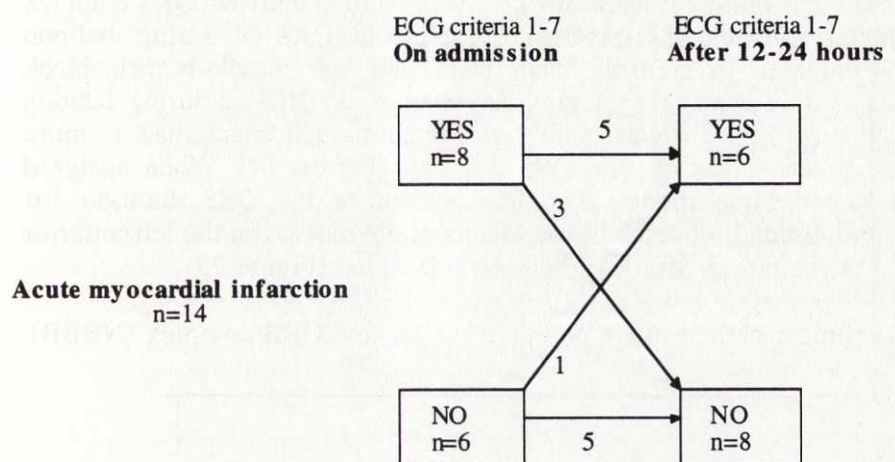 ECG criteria 1-7
On admission
ECG criteria 1-7
After 12-24 hours
YES
n=8
5
YES
n=6
3
Acute myocardial infarction
n=14
1
NO
n=6
5
NO
n=8